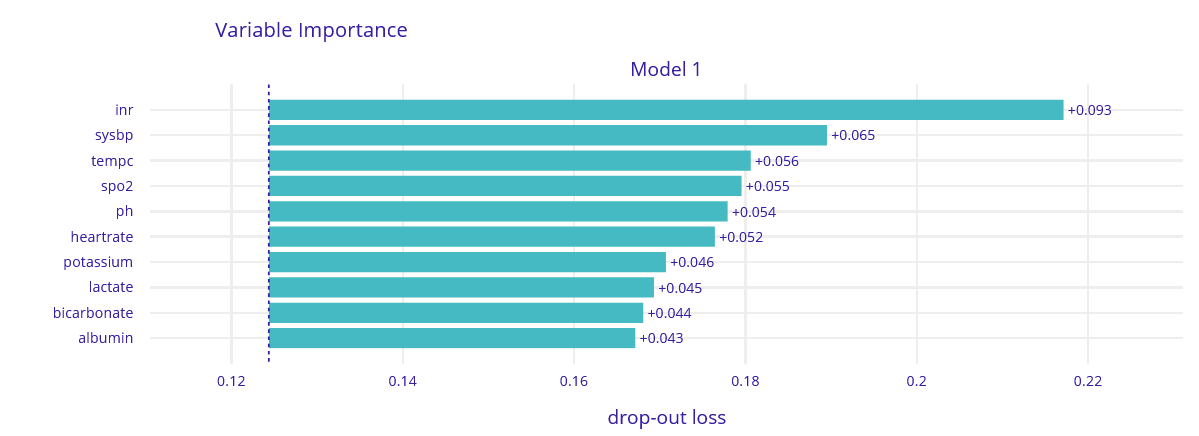 Variable Importance
Model 1
inr +0.093
sysbp +0.065
tempc +0.056
spo2 +0.055
ph +0.054
heartrate +0.052
potassium +0.046
lactate +0.045
bicarbonate +0.044
albumin +0.043
0.12 0.14 0.16 0.18 0.2 0.22
drop-out loss